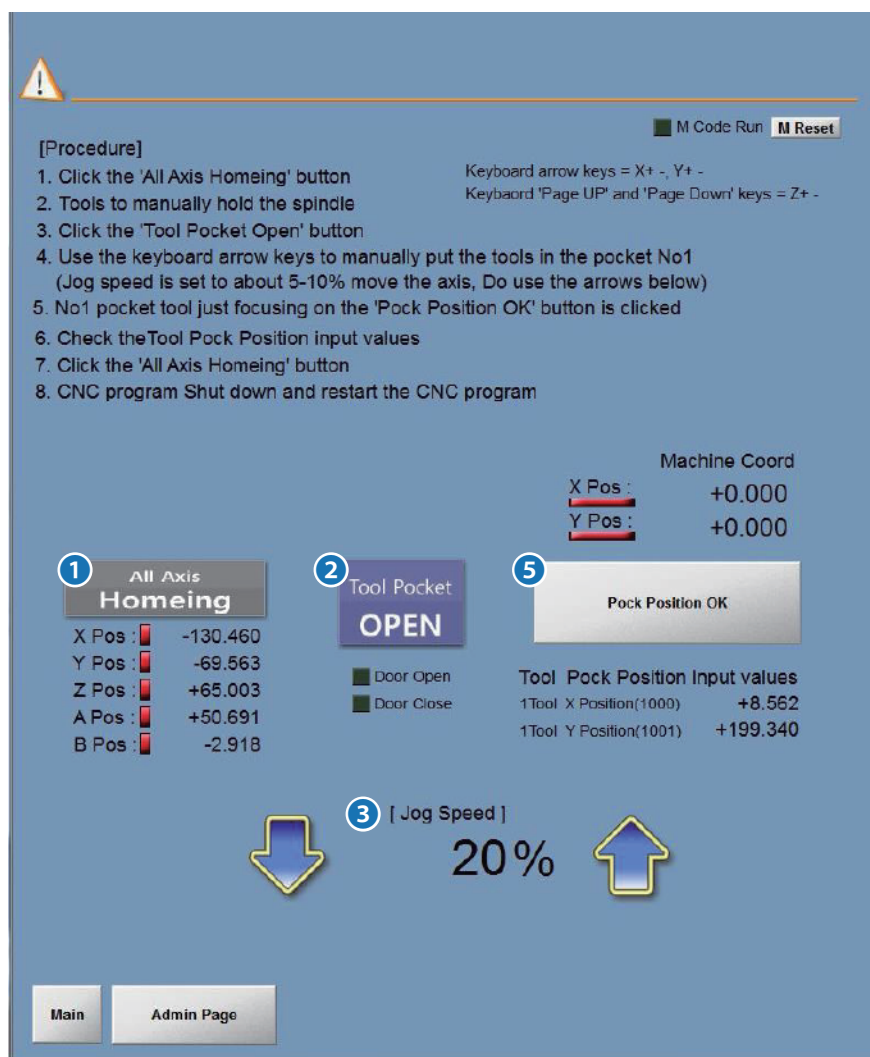 M Code Run M Reset
[Procedure]
1. Click the 'All Axis Homeing' button
Keyboard arrow keys = X+ -, Y+ -
2. Tools to manually hold the spindle
Keybaord 'Page UP' and 'Page Down' keys = Z+ -
3. Click the 'Tool Pocket Open' button
4. Use the keyboard arrow keys to manually put the tools in the pocket No1
(Jog speed is set to about 5-10% move the axis, Do use the arrows below)
5. No1 pocket tool just focusing on the 'Pock Position OK' button is clicked
6. Check theTool Pock Position input values
7. Click the 'All Axis Homeing' button
8. CNC program Shut down and restart the CNC program
Machine Coord
X Pos : +0.000
Y Pos : +0.000
1
All Axis
Homeing
X Pos : -130.460
Y Pos : -69.563
Z Pos : +65.003
A Pos : +50.691
B Pos : -2.918
2
Tool Pocket
OPEN
Door Open
Door Close
5
Pock Position OK
Tool Pock Position Input values
1Tool X Position(1000) +8.562
1Tool Y Position(1001) +199.340
3 [ Jog Speed ]
20%
Main Admin Page